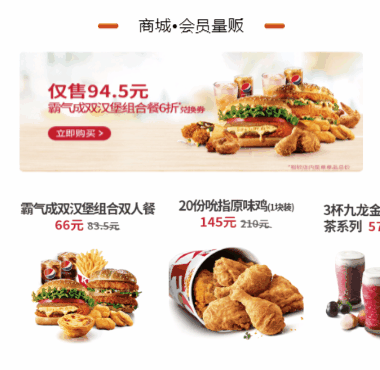 商城•会员量贩
仅售94.5元
霸气成双汉堡组合餐6折*兑换券
立即购买 >
霸气成双汉堡组合双人餐
66元 83.5元
20份吮指原味鸡(1块装)
145元 210元
3杯九龙金
茶系列 57